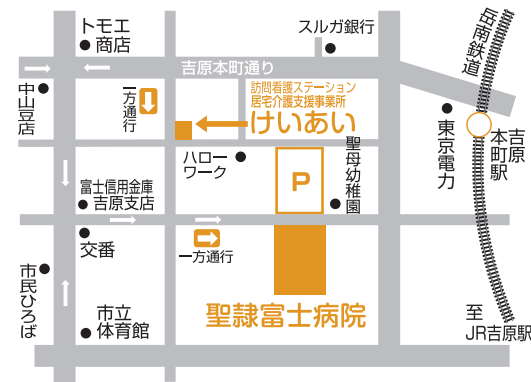 トモエ
商店
スルガ銀行
岳南鉄道
吉原本町通り
中山豆店
一方
通行
訪問看護ステーション
居宅介護支援事業所
けいあい
ハロー
ワーク
P
聖母幼稚園
東京電力
吉原
本町駅
富士信用金庫
吉原支店
交番
一方通行
市民ひろば
市立
体育館
聖隷富士病院
至
JR吉原駅